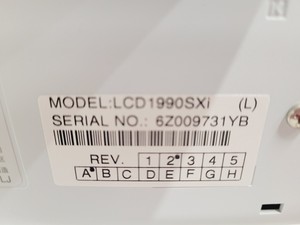 MODEL:LCD1990SXi (L)
SERIAL NO.: 6Z009731YB
REV. 1 2 3 4 5
A B C D E F G H